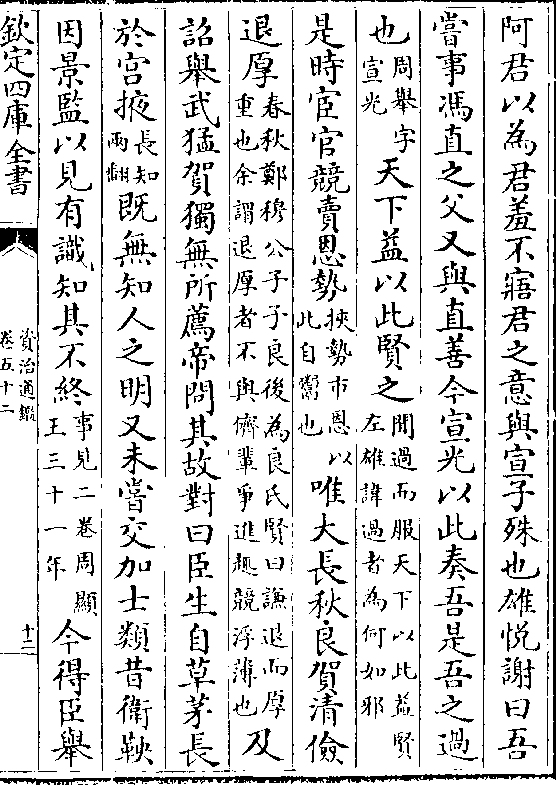 阿君以為君羞不寤君之意與宣子殊也雄悦謝曰吾
嘗事馮直之父又與直善今宣光以此奏吾是吾之過
也周舉字宣光天下益以此賢之聞過而服天下以此益賢左雄諱過者為何如邪
是時宦官競賣恩勢挾勢市恩以此自鬻也唯大長秋良賀清儉
退厚春秋鄭穆公子子良後為良氏賢曰謙退而厚重也余謂退厚者不與儕輩爭進趣競浮薄也及
詔舉武猛賀獨無所薦帝問其故對曰臣生自草茅長
於宫掖長知兩翻既無知人之明又未嘗交加士類昔衛鞅
因景監以見有識知其不終事見二卷周顯王三十一年今得臣舉
欽定四庫全書
資治通鑑
卷五十二
十二